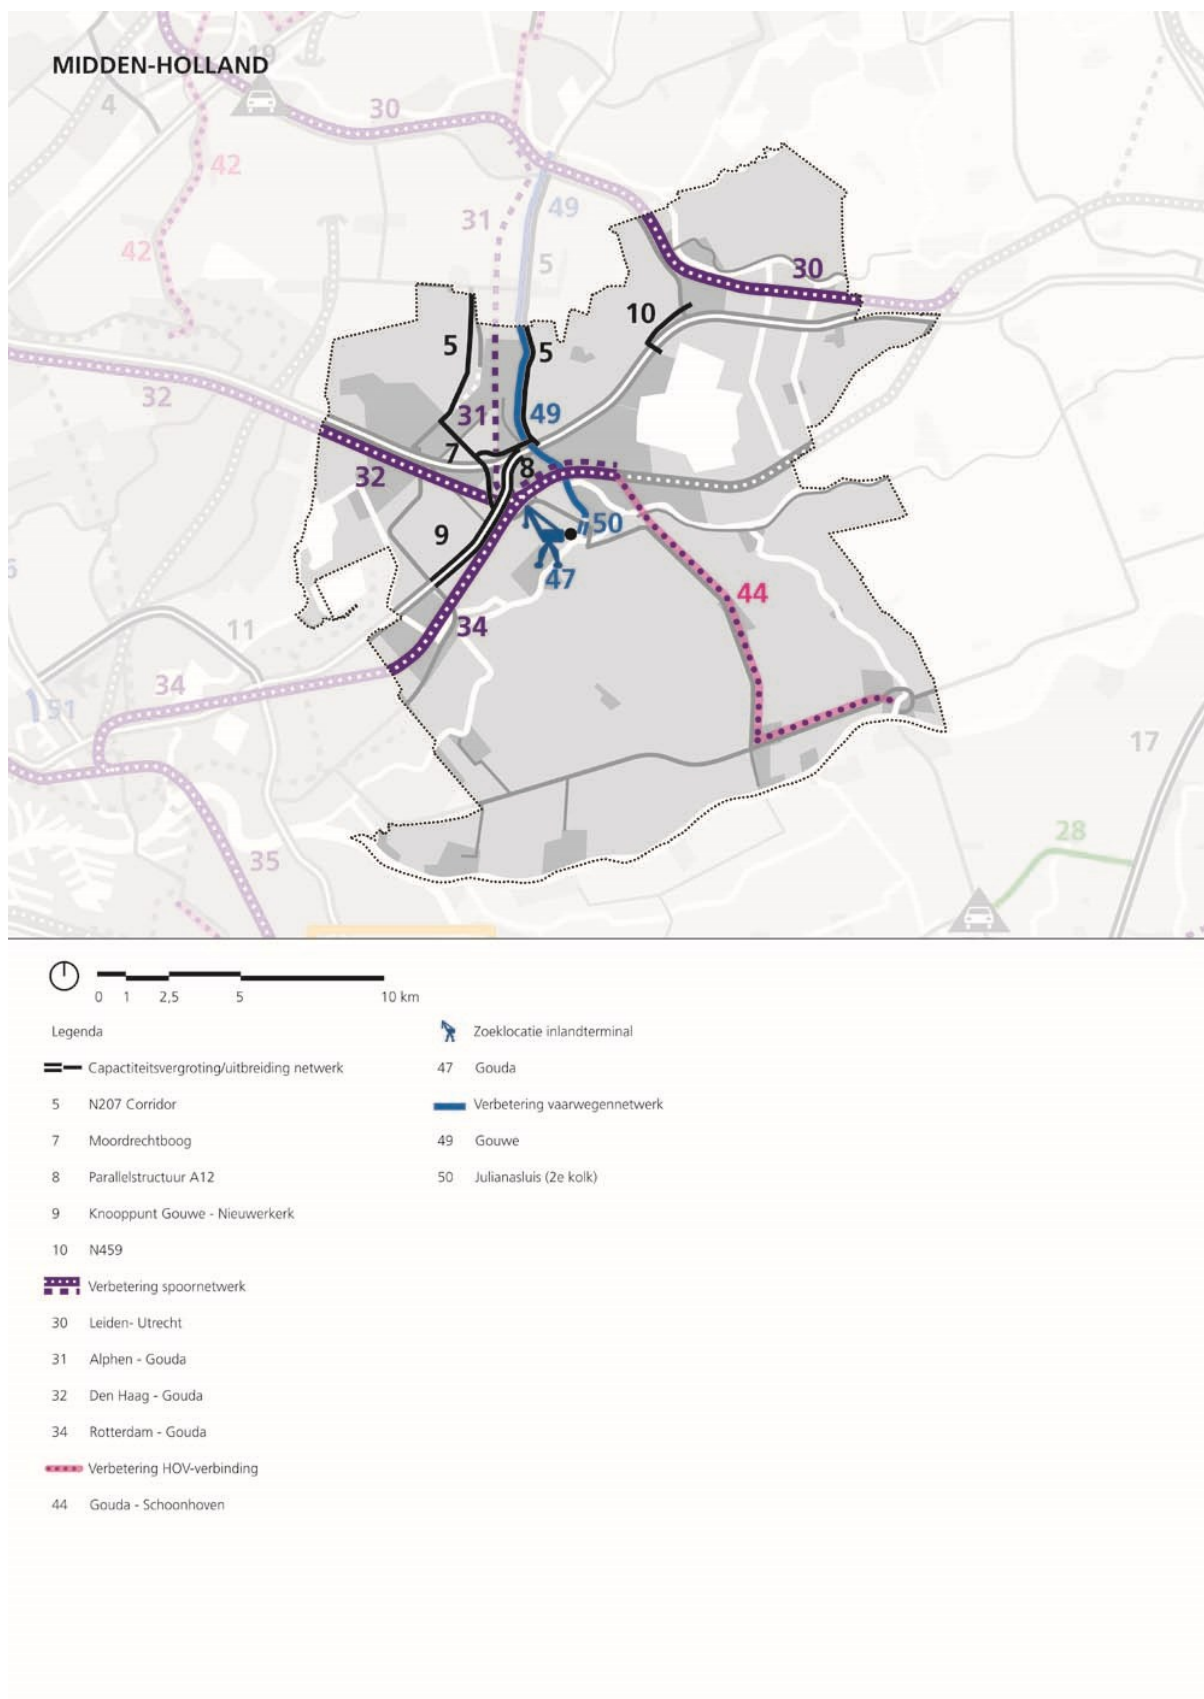 MIDDEN-HOLLAND
19
4
30
42
49
31
42
5
30
10
5
5
32
31
49
7
8
32
50
9
47
44
34
11
34
51
17
28
35
0 1 2,5 5 10 km
Legenda
Capactiteitsvergroting/uitbreiding netwerk
5 N207 Corridor
7 Moordrechtboog
8 Parallelstructuur A12
9 Knooppunt Gouwe - Nieuwerkerk
10 N459
Verbetering spoornetwerk
30 Leiden- Utrecht
31 Alphen - Gouda
32 Den Haag - Gouda
34 Rotterdam - Gouda
Verbetering HOV-verbinding
44 Gouda - Schoonhoven
Zoeklocatie inlandterminal
47 Gouda
Verbetering vaarwegennetwerk
49 Gouwe
50 Julianasluis (2e kolk)